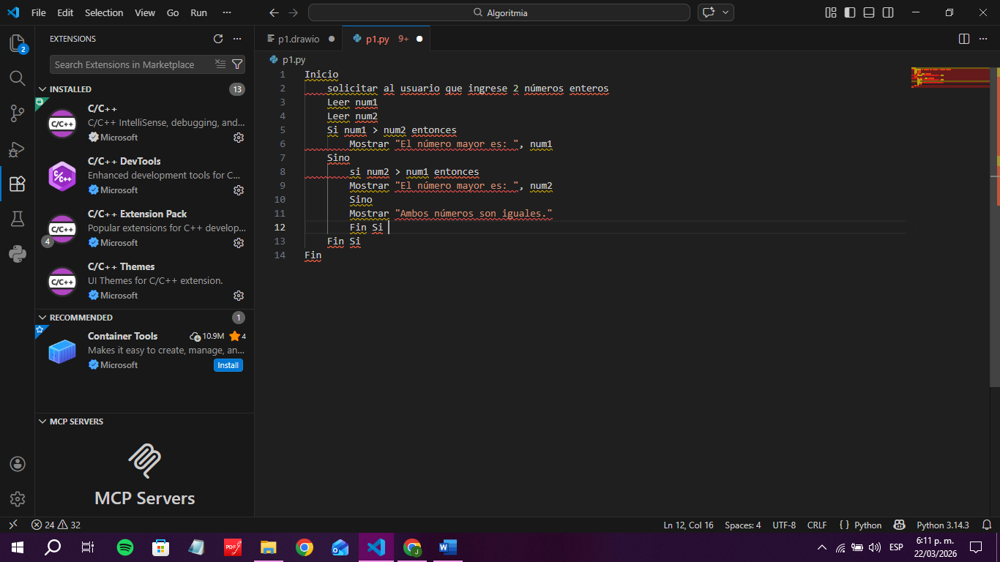 File Edit Selection View Go Run ··· Algoritmia
EXTENSIONS
Search Extensions in Marketplace
INSTALLED 13
C/C++
C/C++ IntelliSense, debugging, and...
Microsoft
C/C++ DevTools
Enhanced development tools for C...
Microsoft
C/C++ Extension Pack
Popular extensions for C++ develop...
4 Microsoft
C/C++ Themes
UI Themes for C/C++ extension.
Microsoft
RECOMMENDED 1
Container Tools 10.9M 4
Makes it easy to create, manage, an...
Microsoft Install
MCP SERVERS
MCP Servers
2
p1.drawio p1.py 9+
p1.py
1 Inicio
2 solicitar al usuario que ingrese 2 números enteros
3 Leer num1
4 Leer num2
5 Si num1 > num2 entonces
6 Mostrar "El número mayor es: ", num1
7 Sino
8 si num2 > num1 entonces
9 Mostrar "El número mayor es: ", num2
10 Sino
11 Mostrar "Ambos números son iguales."
12 Fin Si
13 Fin Si
14 Fin
24 32 Ln 12, Col 16 Spaces: 4 UTF-8 CRLF { } Python Python 3.14.3
PDF J W ESP 6:11 p. m.
22/03/2026